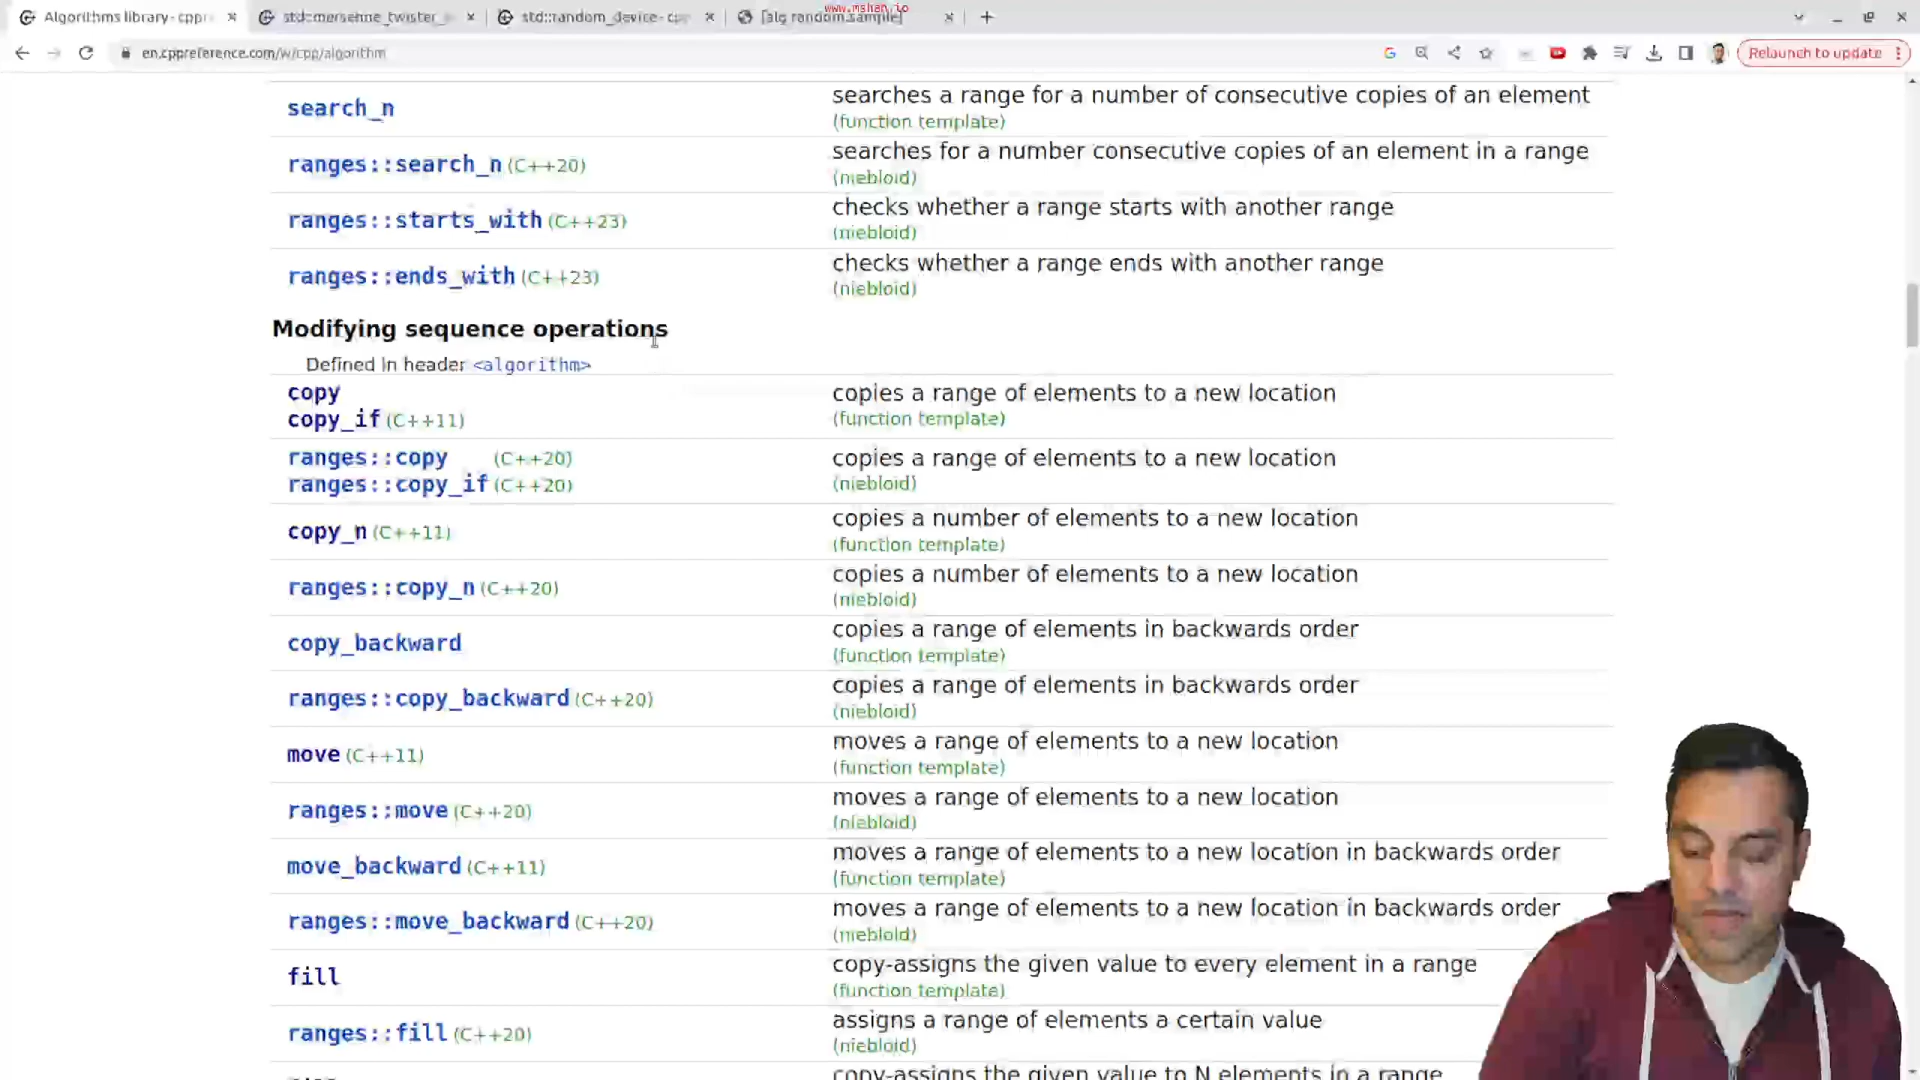 Algorithms library - cppr
std::mersenne_twister_
std::random_device - cpp
[alg.random.sample]
www.mshah.io
en.cppreference.com/w/cpp/algorithm
Relaunch to update
search_n
searches a range for a number of consecutive copies of an element
(function template)
ranges::search_n (C++20)
searches for a number consecutive copies of an element in a range
(niebloid)
ranges::starts_with (C++23)
checks whether a range starts with another range
(niebloid)
ranges::ends_with (C++23)
checks whether a range ends with another range
(niebloid)
Modifying sequence operations
Defined in header <algorithm>
copy
copy_if (C++11)
copies a range of elements to a new location
(function template)
ranges::copy (C++20)
ranges::copy_if (C++20)
copies a range of elements to a new location
(niebloid)
copy_n (C++11)
copies a number of elements to a new location
(function template)
ranges::copy_n (C++20)
copies a number of elements to a new location
(niebloid)
copy_backward
copies a range of elements in backwards order
(function template)
ranges::copy_backward (C++20)
copies a range of elements in backwards order
(niebloid)
move (C++11)
moves a range of elements to a new location
(function template)
ranges::move (C++20)
moves a range of elements to a new location
(niebloid)
move_backward (C++11)
moves a range of elements to a new location in backwards order
(function template)
ranges::move_backward (C++20)
moves a range of elements to a new location in backwards order
(niebloid)
fill
copy-assigns the given value to every element in a range
(function template)
ranges::fill (C++20)
assigns a range of elements a certain value
(niebloid)
copy-assigns the given value to N elements in a range